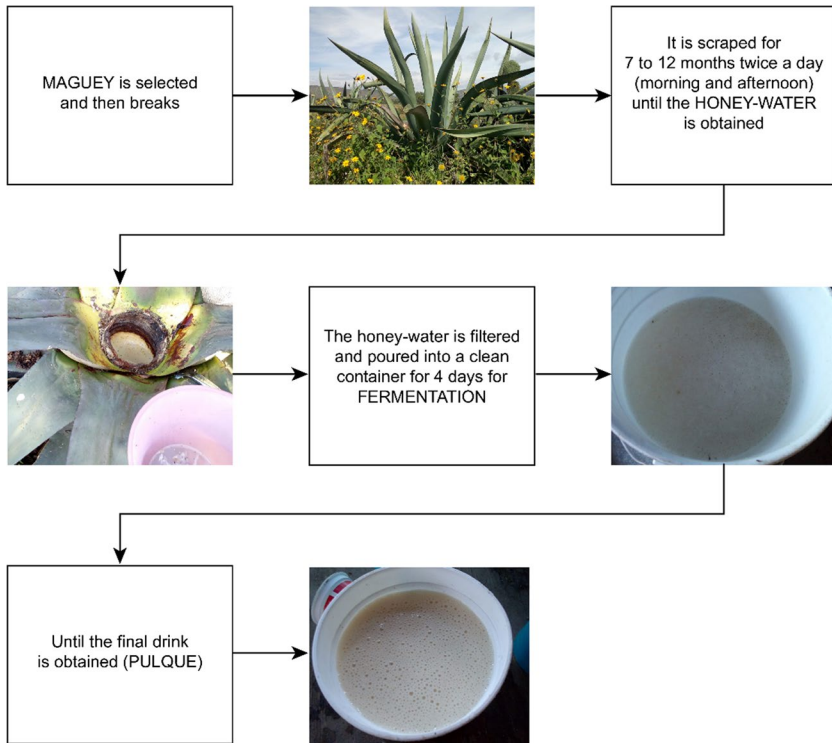 MAGUEY is selected
and then breaks
It is scraped for
7 to 12 months twice a day
(morning and afternoon)
until the HONEY-WATER
is obtained
The honey-water is filtered
and poured into a clean
container for 4 days for
FERMENTATION
Until the final drink
is obtained (PULQUE)